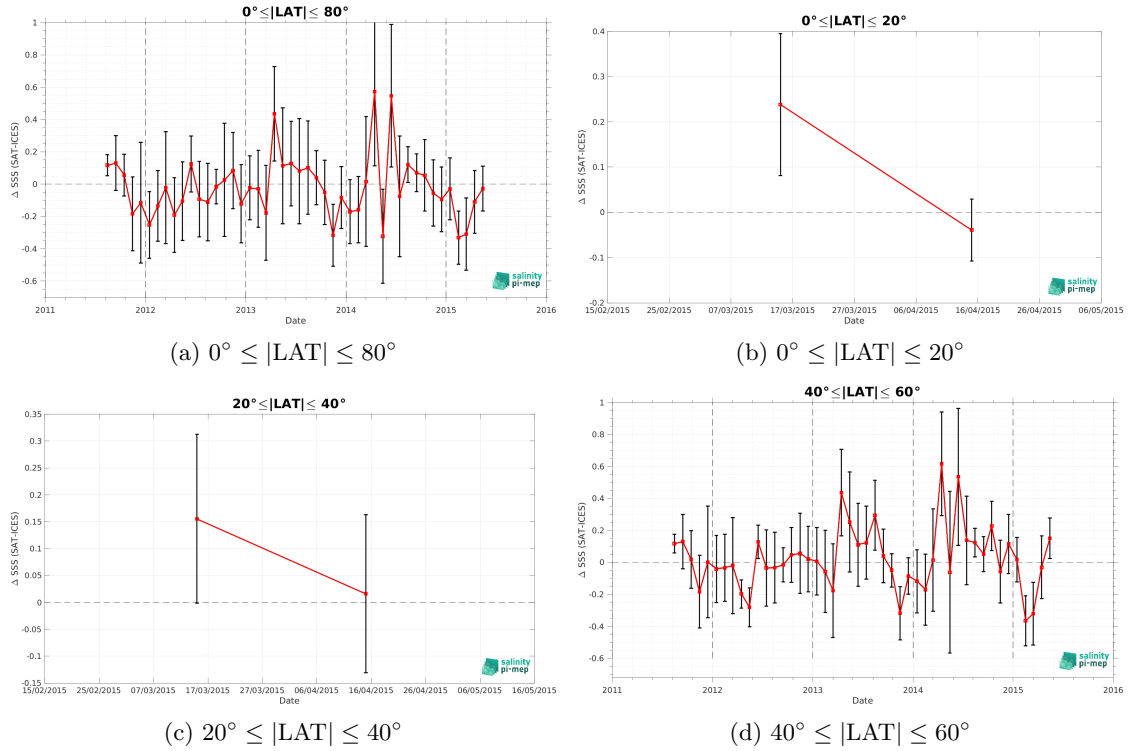 0°≤|LAT|≤ 80°
Δ SSS (SAT-ICES)
1
0.8
0.6
0.4
0.2
0
-0.2
-0.4
-0.6
2011 2012 2013 2014 2015 2016
Date
salinity
pi-mep
(a) 0° ≤ |LAT| ≤ 80°
0°≤|LAT|≤ 20°
Δ SSS (SAT-ICES)
0.4
0.3
0.2
0.1
0
-0.1
-0.2
15/02/2015 25/02/2015 07/03/2015 17/03/2015 27/03/2015 06/04/2015 16/04/2015 26/04/2015 06/05/2015
Date
salinity
pi-mep
(b) 0° ≤ |LAT| ≤ 20°
20°≤|LAT|≤ 40°
Δ SSS (SAT-ICES)
0.35
0.3
0.25
0.2
0.15
0.1
0.05
0
-0.05
-0.1
-0.15
15/02/2015 25/02/2015 07/03/2015 17/03/2015 27/03/2015 06/04/2015 16/04/2015 26/04/2015 06/05/2015 16/05/2015
Date
salinity
pi-mep
(c) 20° ≤ |LAT| ≤ 40°
40°≤|LAT|≤ 60°
Δ SSS (SAT-ICES)
1
0.8
0.6
0.4
0.2
0
-0.2
-0.4
-0.6
2011 2012 2013 2014 2015 2016
Date
salinity
pi-mep
(d) 40° ≤ |LAT| ≤ 60°